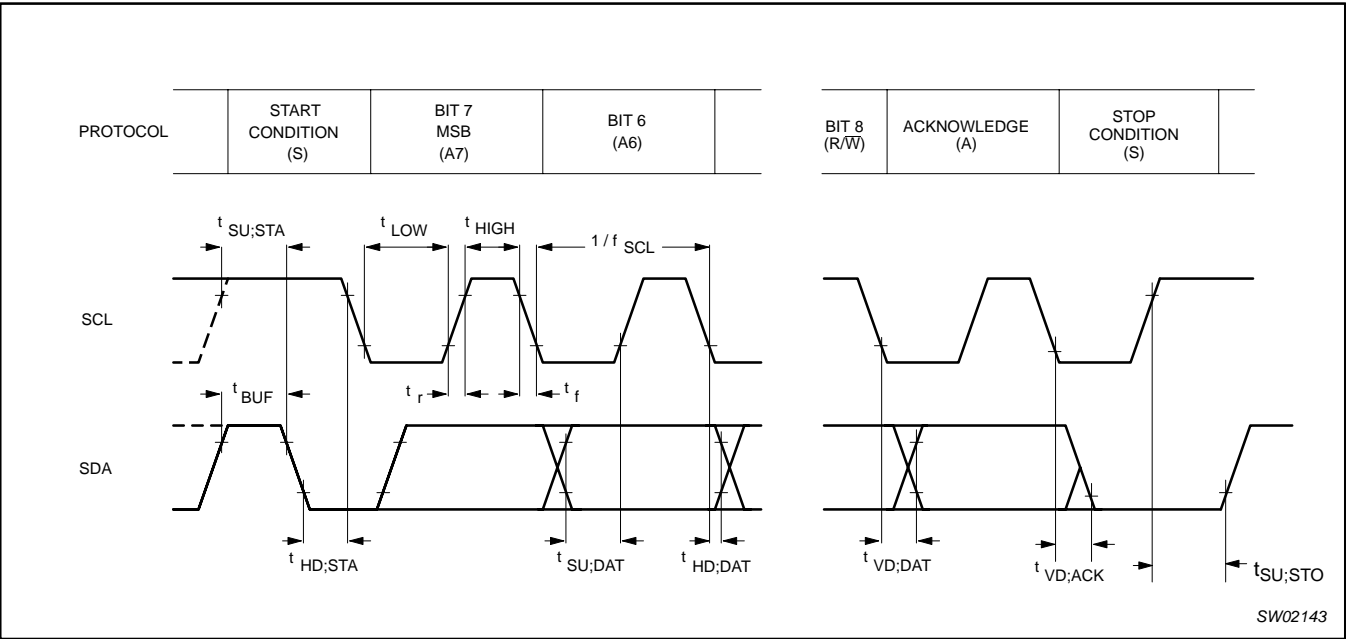 PROTOCOL
START
CONDITION
(S)
BIT 7
MSB
(A7)
BIT 6
(A6)
BIT 8
(R/W̅)
ACKNOWLEDGE
(A)
STOP
CONDITION
(S)
t SU;STA
t LOW
t HIGH
1 / f SCL
SCL
t BUF
t r
t f
SDA
t HD;STA
t SU;DAT
t HD;DAT
t VD;DAT
t VD;ACK
tSU;STO
SW02143